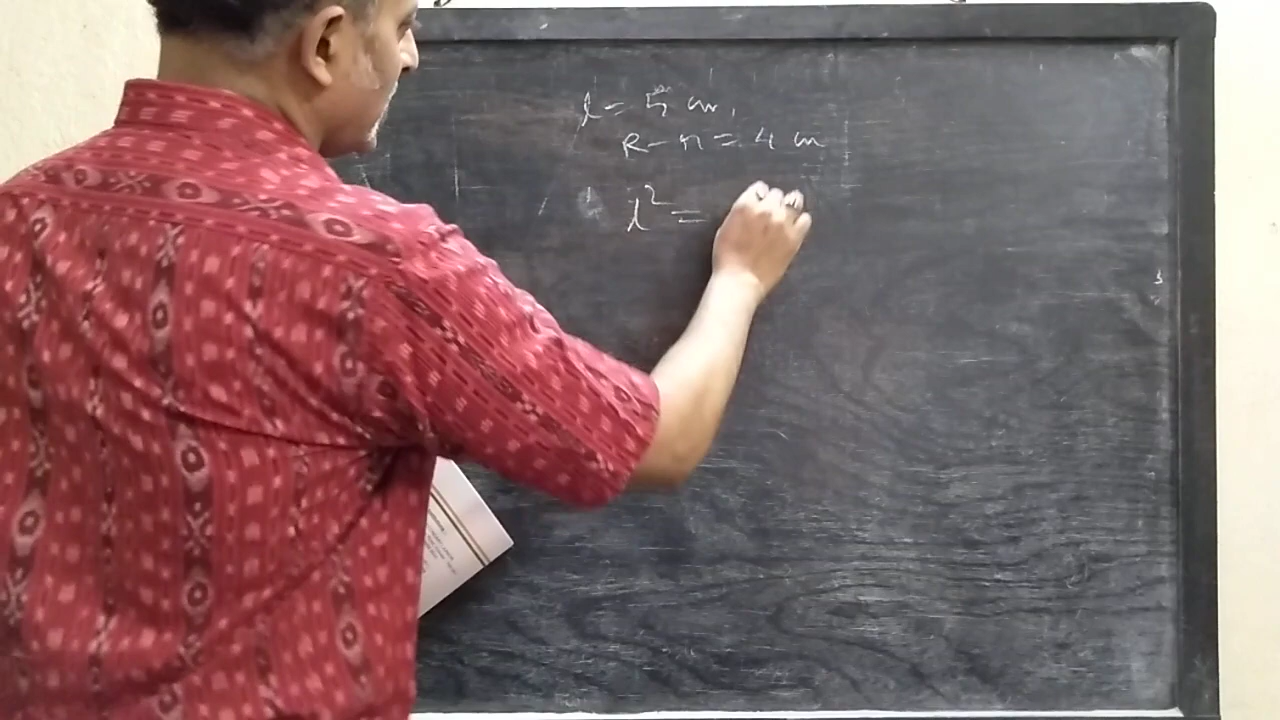 l = 5 cm,
R - r = 4 cm
l² =